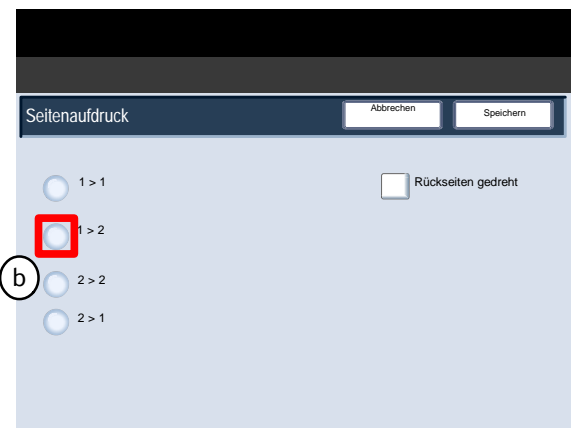 Seitenaufdruck
Abbrechen
Speichern
1 > 1
Rückseiten gedreht
1 > 2
b
2 > 2
2 > 1